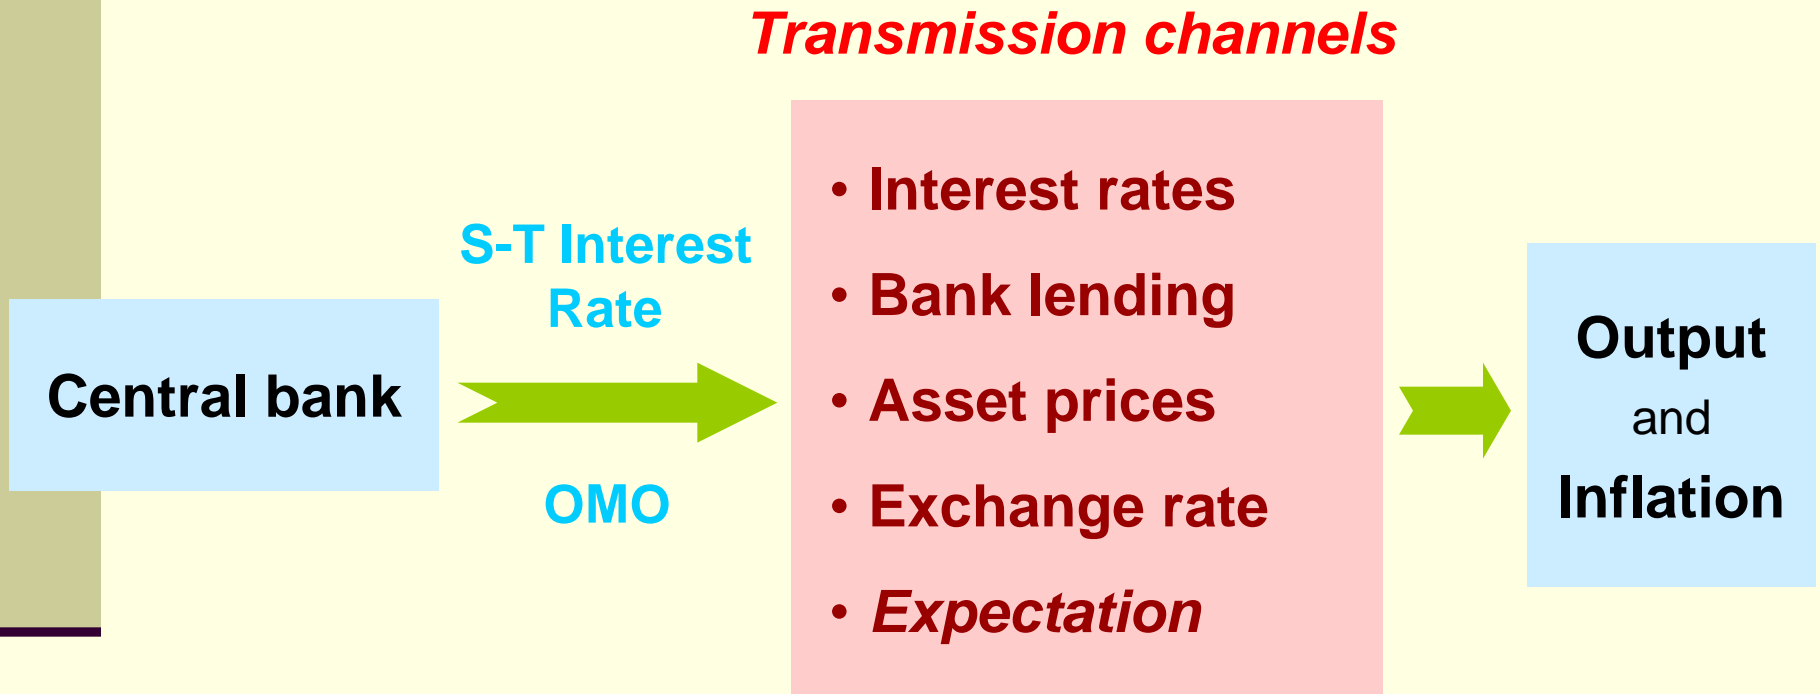 Transmission channels
Central bank
S-T Interest
Rate
OMO
• Interest rates
• Bank lending
• Asset prices
• Exchange rate
• Expectation
Output
and
Inflation